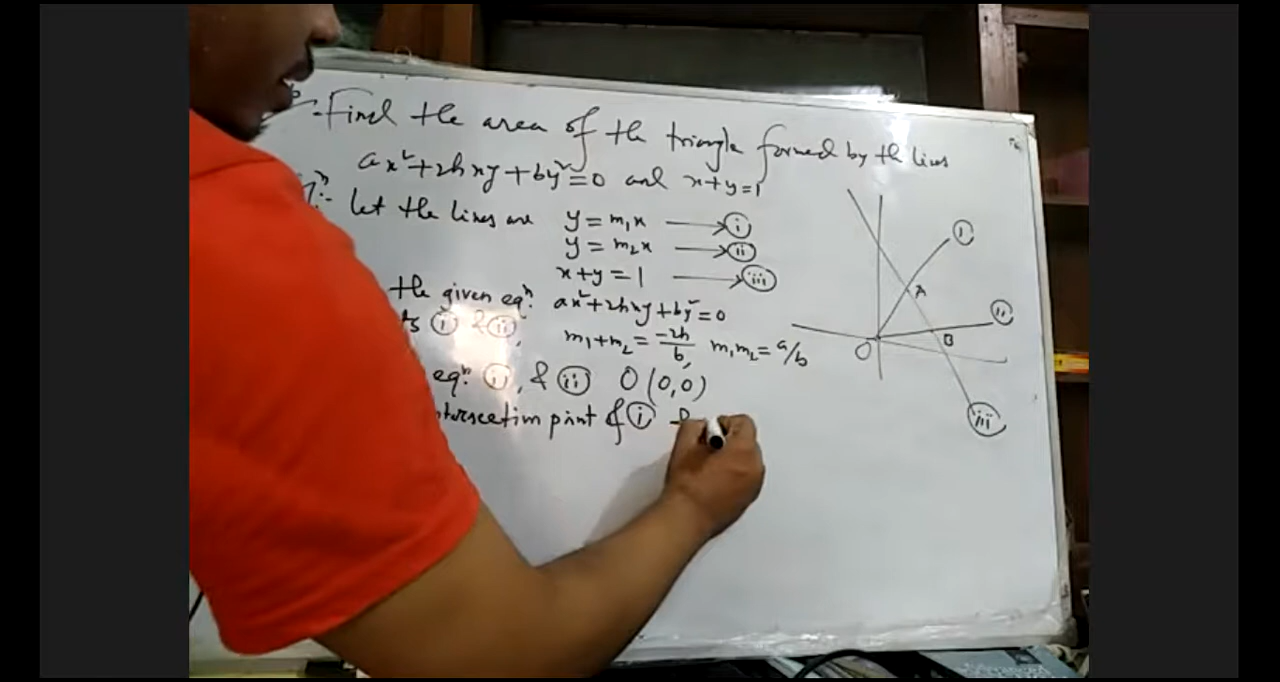 Find the area of the triangle formed by the lines
ax²+2hxy+by²=0 and x+y=1
let the lines are y = m₁x → (i)
y = m₂x → (ii)
x+y = 1 → (iii)
the given eqⁿ. ax²+2hxy+by²=0
(i) & (ii), m₁+m₂ = -2h/b, m₁m₂ = a/b
eqⁿ. (i), & (ii) O(0,0)
intersection point of (i)
(i)
A
(ii)
B
O
(iii)